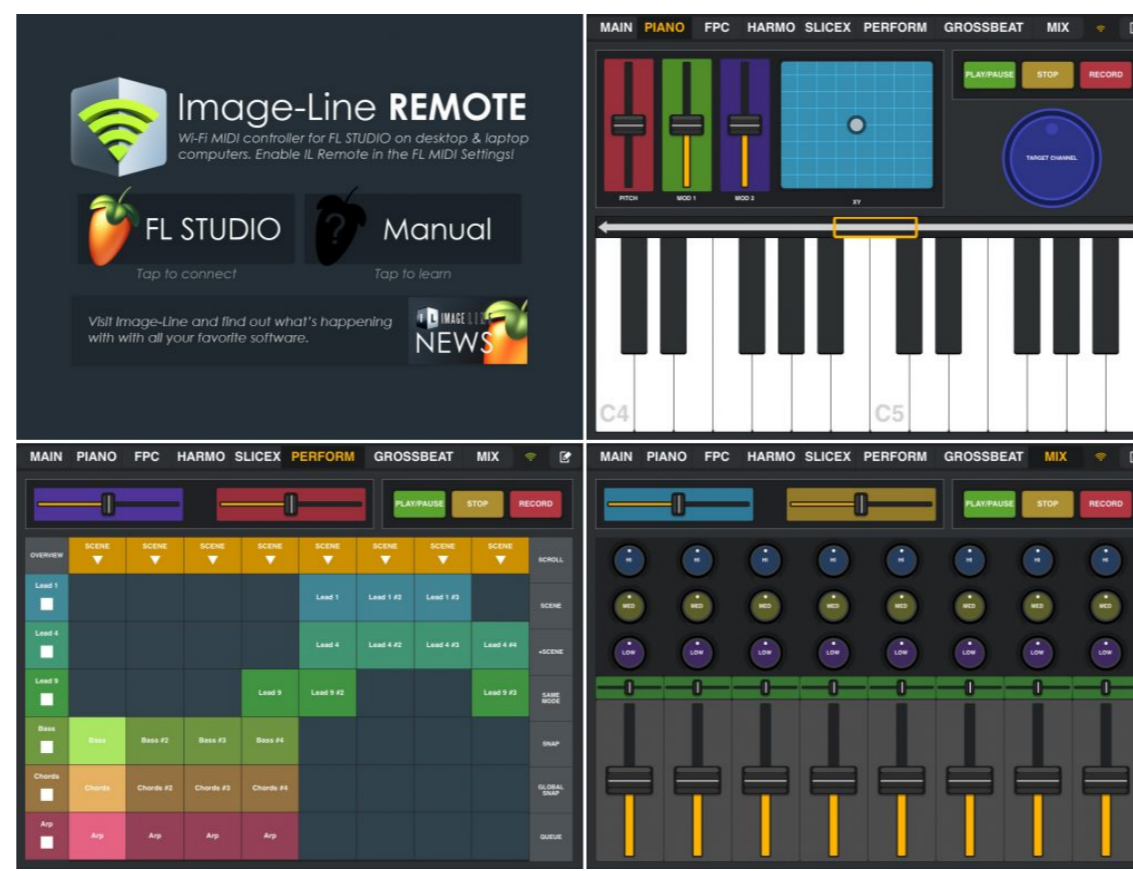 Image-Line REMOTE
Wi-Fi MIDI controller for FL STUDIO on desktop & laptop
computers. Enable IL Remote in the FL MIDI Settings!
FL STUDIO
? Manual
Tap to connect
Tap to learn
Visit Image-Line and find out what's happening
with with all your favorite software.
IMAGE LINE
NEWS
MAIN PIANO FPC HARMO SLICEX PERFORM GROSSBEAT MIX
PLAY/PAUSE STOP RECORD
TARGET CHANNEL
PITCH MOD 1 MOD 2 XY
C4 C5
MAIN PIANO FPC HARMO SLICEX PERFORM GROSSBEAT MIX
PLAY/PAUSE STOP RECORD
OVERVIEW SCENE SCENE SCENE SCENE SCENE SCENE SCENE SCENE SCROLL
Lead 1 Lead 1 Lead 1 #2 Lead 1 #3 SCENE
Lead 4 Lead 4 Lead 4 #2 Lead 4 #3 Lead 4 #4 +SCENE
Lead 9 Lead 9 Lead 9 #2 Lead 9 #3 SAME
MODE
Bass Bass Bass #2 Bass #3 Bass #4 SNAP
Chords Chords Chords #2 Chords #3 Chords #4 GLOBAL
SNAP
Arp Arp Arp Arp Arp QUEUE
MAIN PIANO FPC HARMO SLICEX PERFORM GROSSBEAT MIX
PLAY/PAUSE STOP RECORD
HI HI HI HI HI HI HI HI
MED MED MED MED MED MED MED MED
LOW LOW LOW LOW LOW LOW LOW LOW